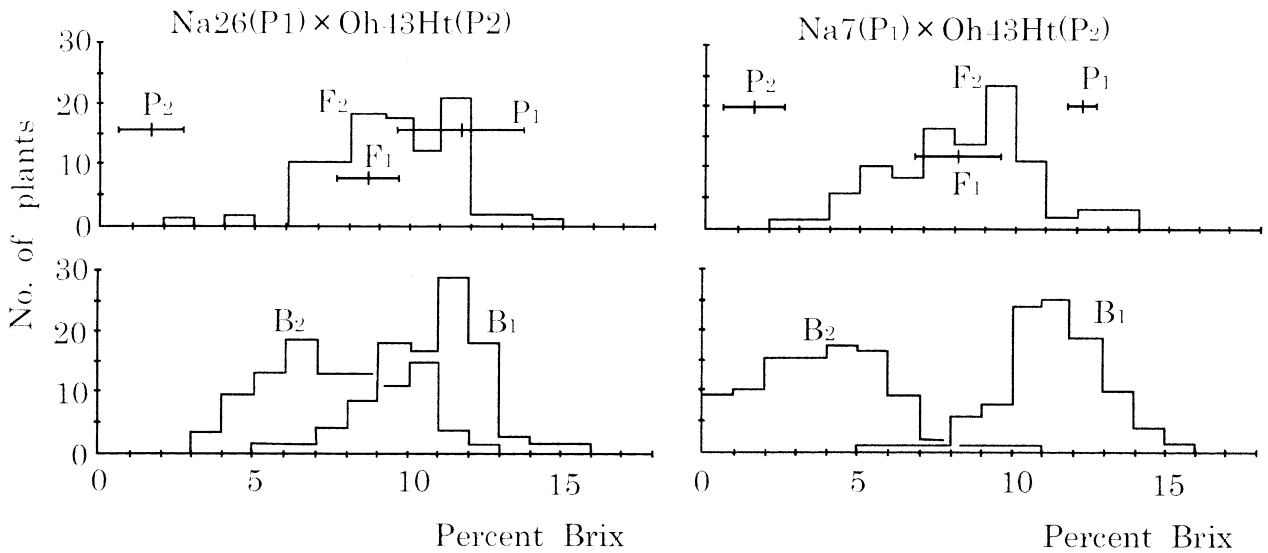 Na26(P1)×Oh43Ht(P2)
Na7(P1)×Oh43Ht(P2)
No. of plants
30
20
10
0
P2
F2
P1
F1
P2
F2
P1
F1
30
20
10
0
B2
B1
B2
B1
0 5 10 15
0 5 10 15
Percent Brix
Percent Brix